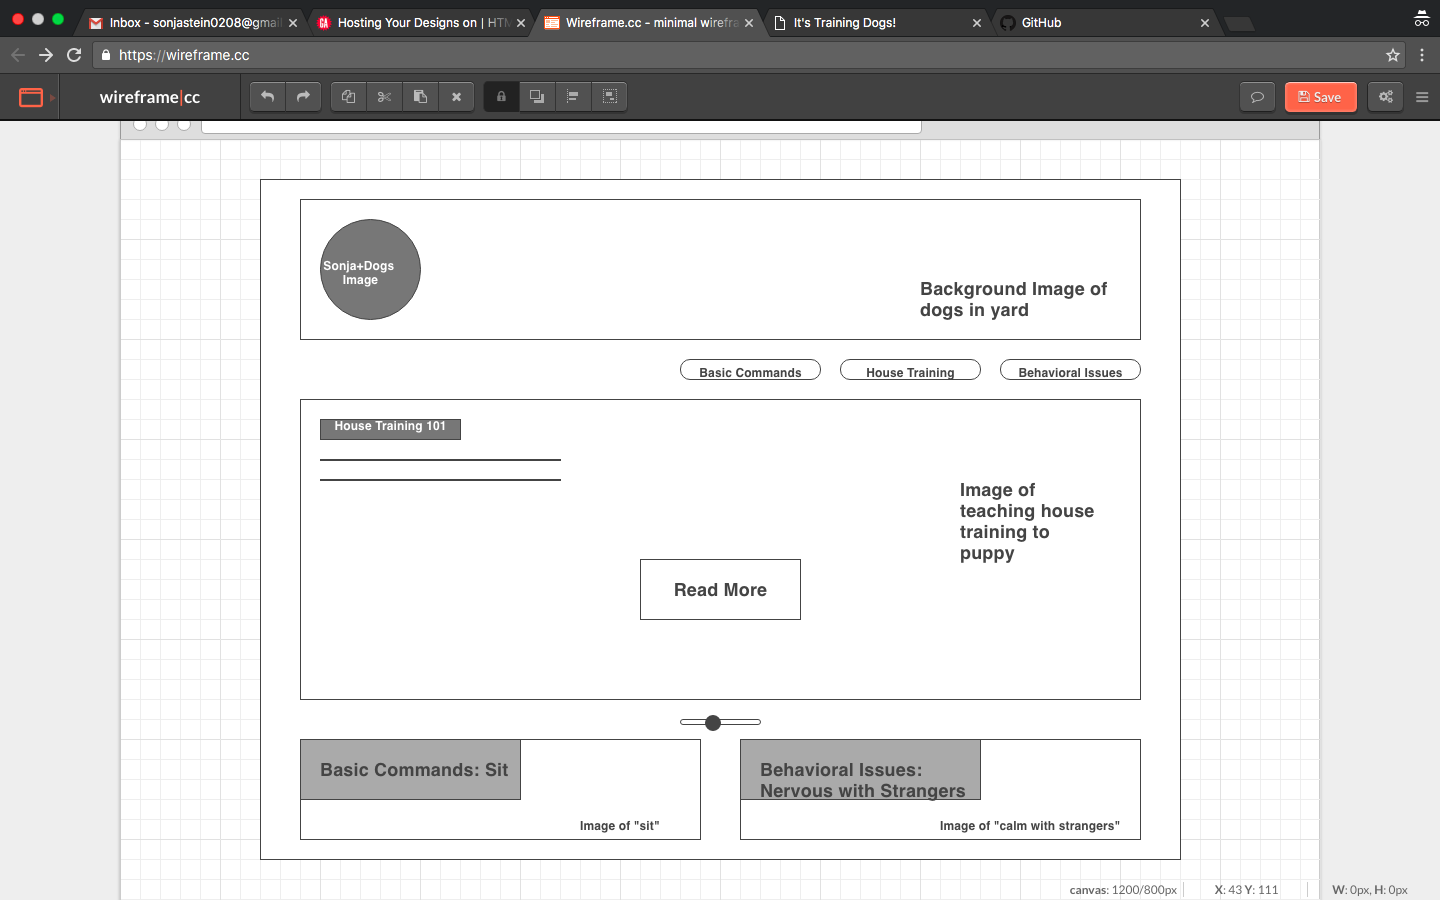 Inbox - sonjastein0208@gmail
Hosting Your Designs on | HTM
Wireframe.cc - minimal wirefra
It's Training Dogs!
GitHub
https://wireframe.cc
wireframe|cc
Save
Sonja+Dogs
Image
Background Image of
dogs in yard
Basic Commands
House Training
Behavioral Issues
House Training 101
Image of
teaching house
training to
puppy
Read More
Basic Commands: Sit
Image of "sit"
Behavioral Issues:
Nervous with Strangers
Image of "calm with strangers"
canvas: 1200/800px
X: 43 Y: 111
W: 0px, H: 0px